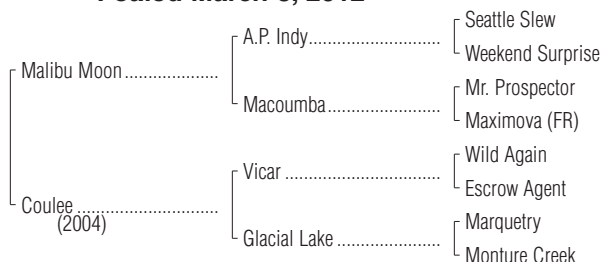 Foaled March 8, 2012
Seattle Slew
A.P. Indy
Weekend Surprise
Malibu Moon
Mr. Prospector
Macoumba
Maximova (FR)
Wild Again
Vicar
Escrow Agent
Coulee
(2004)
Marquetry
Glacial Lake
Monture Creek